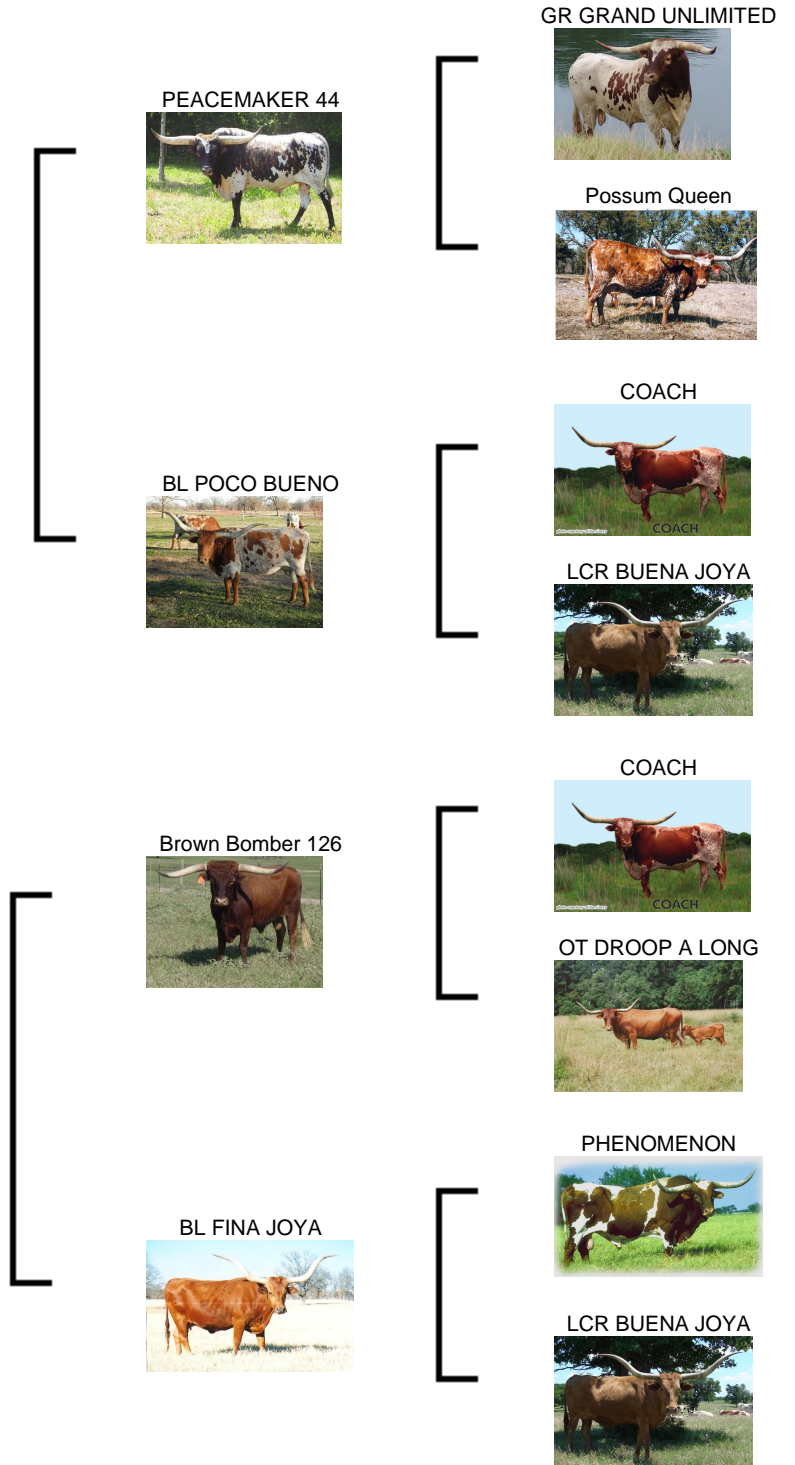 GR GRAND UNLIMITED
PEACEMAKER 44
Possum Queen
COACH
COACH
BL POCO BUENO
LCR BUENA JOYA
COACH
COACH
Brown Bomber 126
OT DROOP A LONG
PHENOMENON
BL FINA JOYA
LCR BUENA JOYA